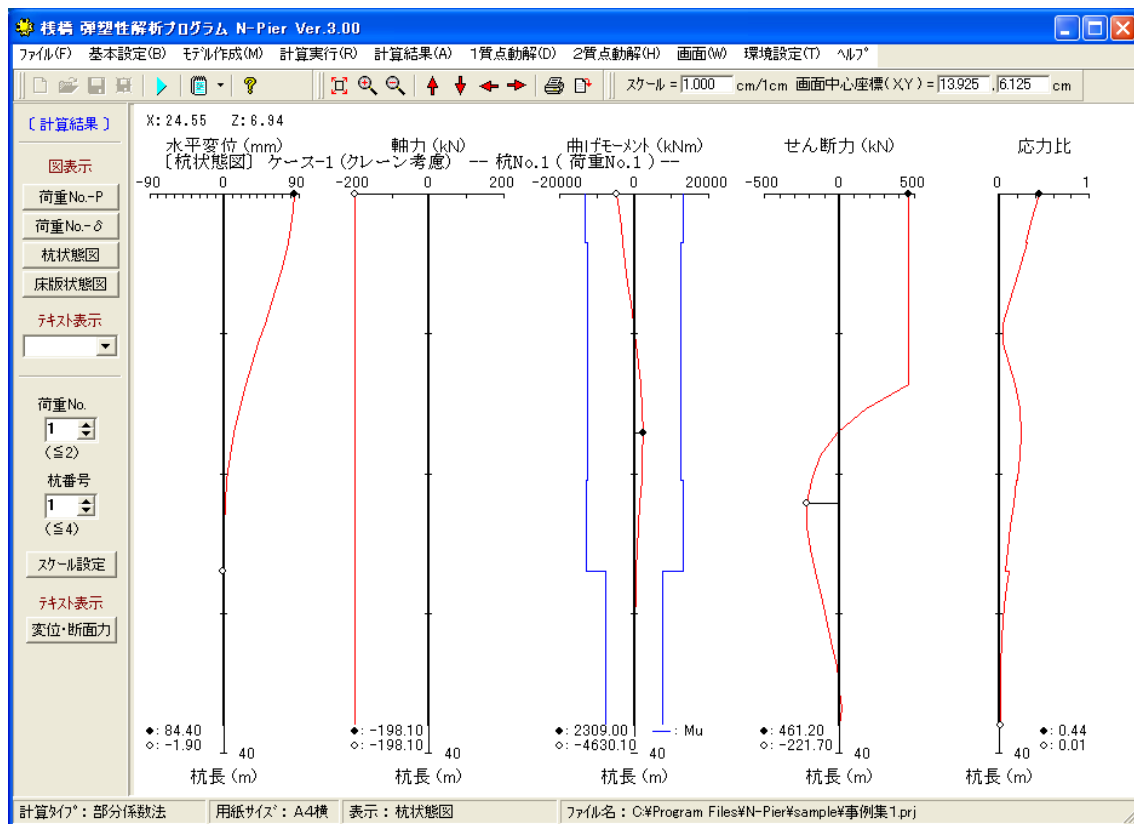 桟橋 弾塑性解析プログラム N-Pier Ver.3.00
ファイル(F) 基本設定(B) モデル作成(M) 計算実行(R) 計算結果(A) 1質点動解(D) 2質点動解(H) 画面(W) 環境設定(T) ヘルプ
スケール = 1.000 cm/1cm 画面中心座標(X,Y) = 13.925 , 6.125 cm
〔計算結果〕
図表示
荷重No.-P
荷重No.-δ
杭状態図
床版状態図
テキスト表示
荷重No.
1
(≦2)
杭番号
1
(≦4)
スケール設定
テキスト表示
変位・断面力
X:24.55 Z:6.94
水平変位 (mm) 軸力 (kN) 曲げモーメント (kNm) せん断力 (kN) 応力比
〔杭状態図〕 ケース-1 (クレーン考慮) -- 杭No.1 ( 荷重No.1 ) --
-90 0 90 -200 0 200 -20000 0 20000 -500 0 500 0 1
◆: 84.40 ◆: -198.10 ◆: 2309.00 ── : Mu ◆: 461.20 ◆: 0.44
○: -1.90 ○: -198.10 ○: -4630.10 ○: -221.70 ○: 0.01
40 40 40 40 40
杭長 (m) 杭長 (m) 杭長 (m) 杭長 (m) 杭長 (m)
計算タイプ : 部分係数法 用紙サイズ : A4横 表示 : 杭状態図 ファイル名 : C:¥Program Files¥N-Pier¥sample¥事例集1.prj